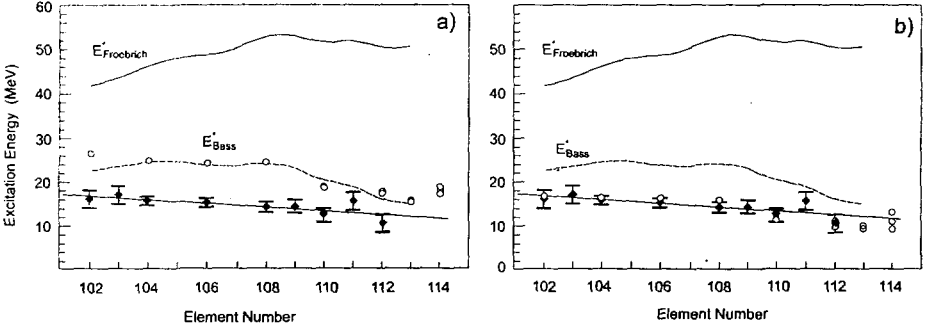 a)
60
50
40
30
20
10
0
Excitation Energy (MeV)
E*Froebrich
E*Bass
102 104 106 108 110 112 114
Element Number
b)
60
50
40
30
20
10
0
E*Froebrich
E*Bass
102 104 106 108 110 112 114
Element Number